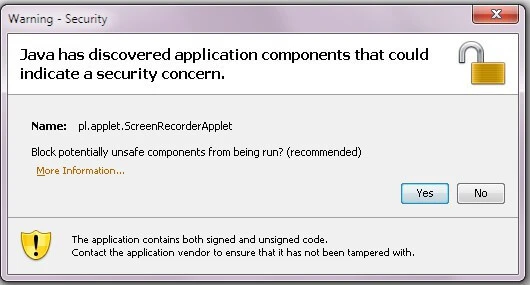 Warning - Security
Java has discovered application components that could
indicate a security concern.
Name: pl.applet.ScreenRecorderApplet
Block potentially unsafe components from being run? (recommended)
More Information...
Yes No
The application contains both signed and unsigned code.
Contact the application vendor to ensure that it has not been tampered with.